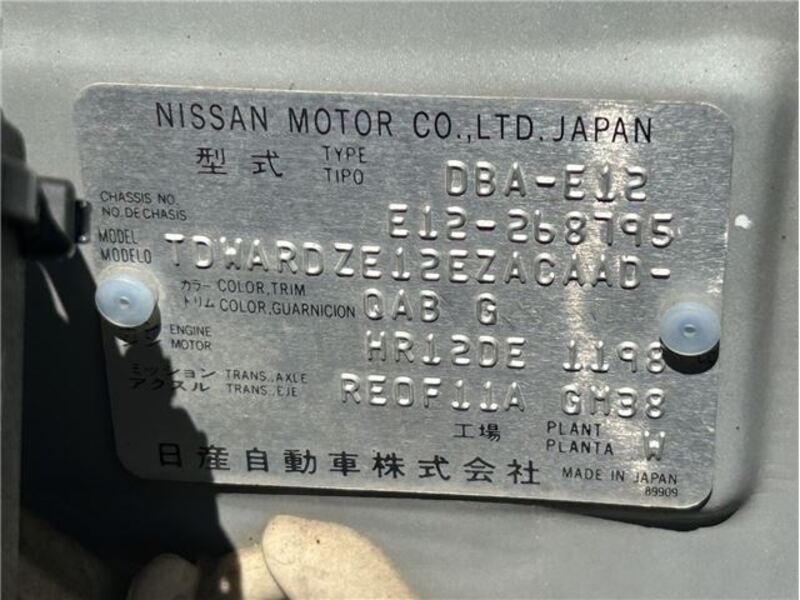 NISSAN MOTOR CO.,LTD. JAPAN
型式 TYPE TIPO DBA-E12
CHASSIS NO. NO. DE CHASIS E12-268795
MODEL MODELO TDWARDZE12EZACAAD-
カラー COLOR,TRIM トリム COLOR,GUARNICION QAB G
ENGINE MOTOR HR12DE 1198
ミッション アクスル TRANS.,AXLE TRANS.,EJE RE0F11A GM38
工場 PLANT PLANTA W
日産自動車株式会社 MADE IN JAPAN
89909